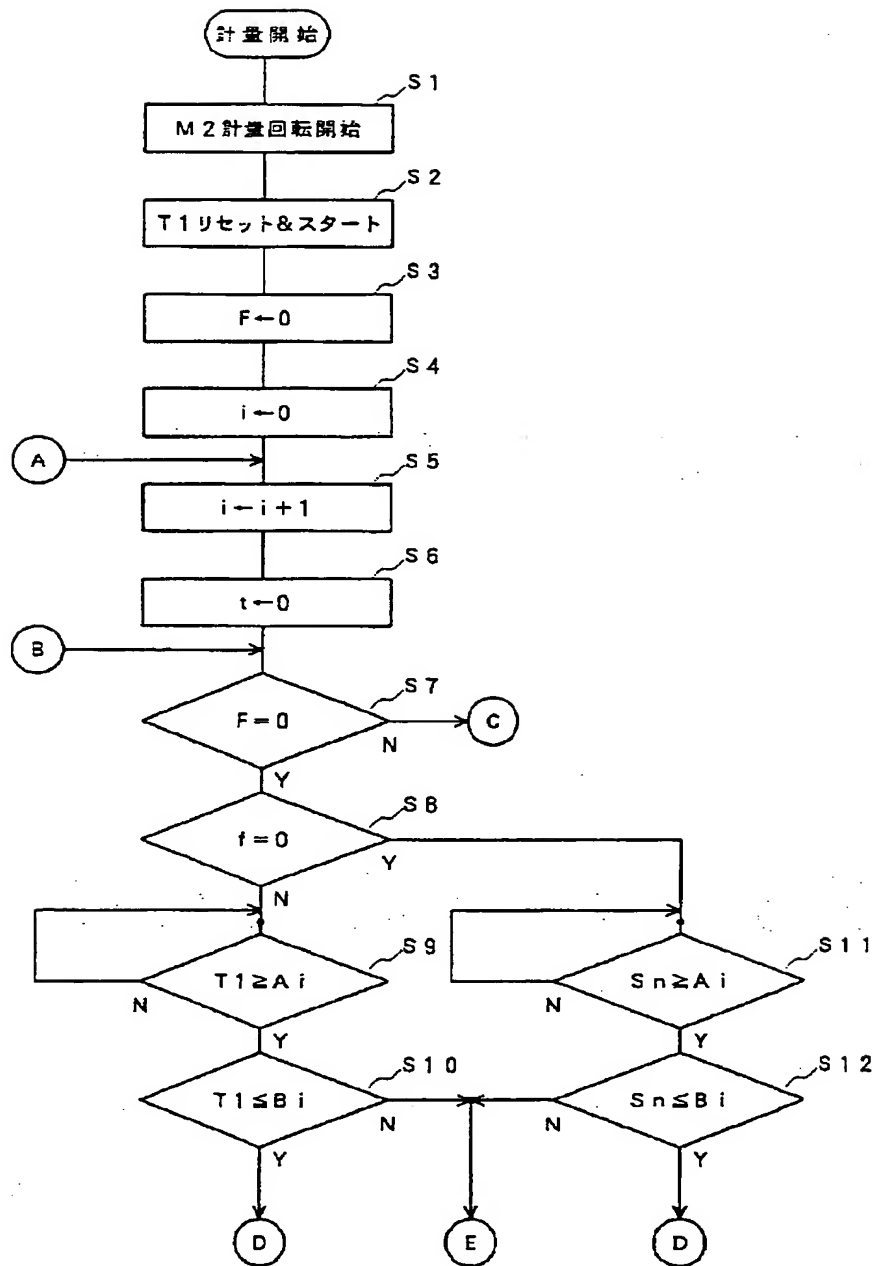 計量開始
S1
M2計量回転開始
S2
T1リセット&スタート
S3
F←0
S4
i←0
A
S5
i←i+1
S6
t←0
B
S7
F=0
N
C
Y
S8
f=0
Y
N
S9
T1≧Ai
N
Y
S11
Sn≧Ai
N
Y
S10
T1≦Bi
N
Y
S12
Sn≦Bi
N
Y
D
E
D